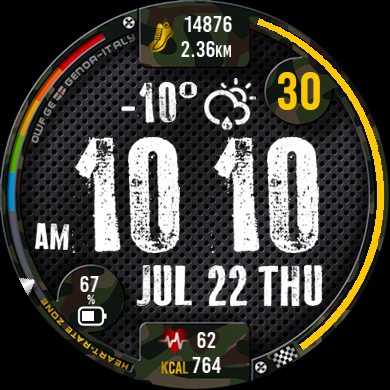 14876
2.36KM
GENOA-ITALY
OWF-GE
-10°
30
AM 10 10
67
%
JUL 22 THU
HEART-RATE ZONE
62
KCAL 764